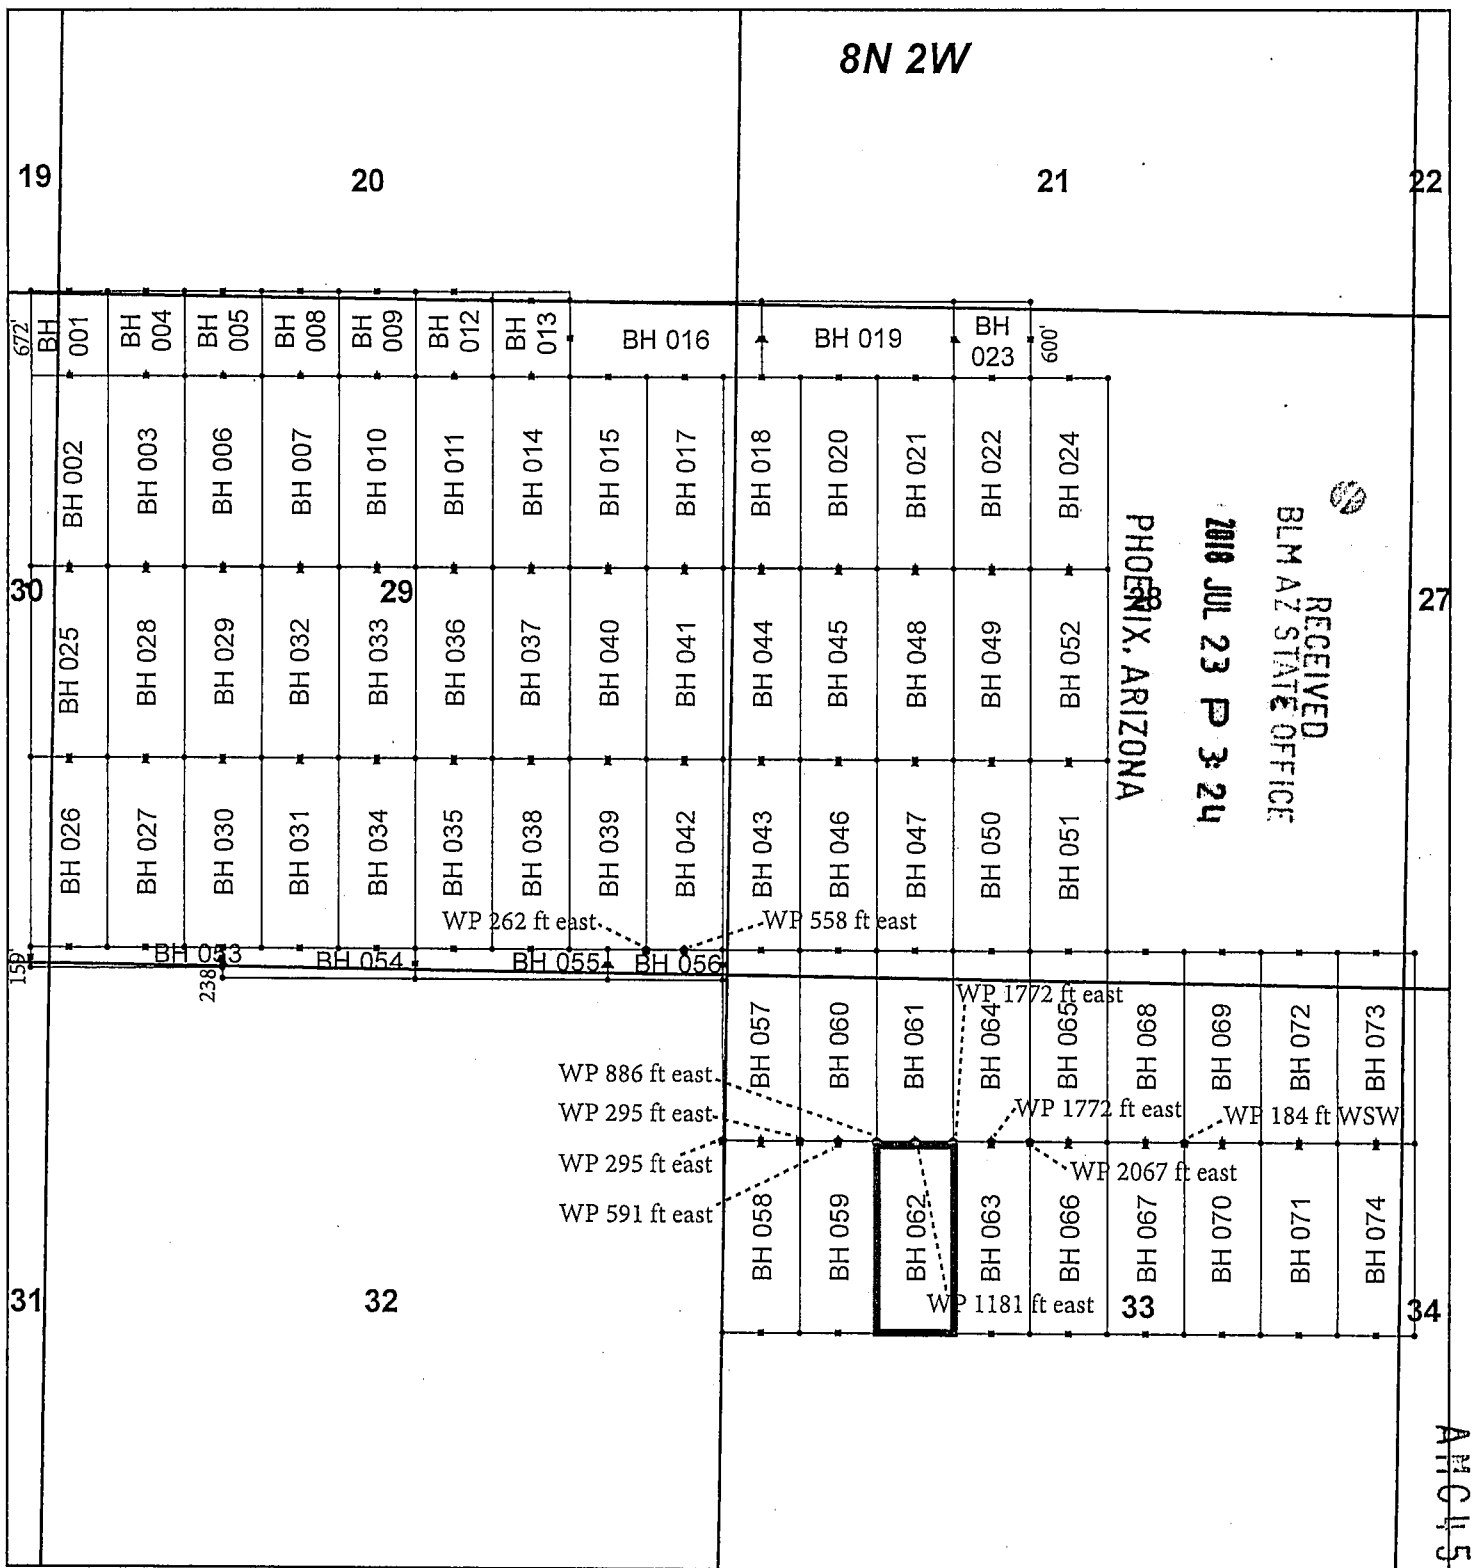 8N 2W
19
20
21
22
672'
BH 001
BH 004
BH 005
BH 008
BH 009
BH 012
BH 013
BH 016
BH 019
BH 023
600'
BH 002
BH 003
BH 006
BH 007
BH 010
BH 011
BH 014
BH 015
BH 017
BH 018
BH 020
BH 021
BH 022
BH 024
30
29
28
27
RECEIVED
BLM AZ STATE OFFICE
2018 JUL 23 P 3:24
PHOENIX, ARIZONA
BH 025
BH 028
BH 029
BH 032
BH 033
BH 036
BH 037
BH 040
BH 041
BH 044
BH 045
BH 048
BH 049
BH 052
BH 026
BH 027
BH 030
BH 031
BH 034
BH 035
BH 038
BH 039
BH 042
BH 043
BH 046
BH 047
BH 050
BH 051
WP 262 ft east
WP 558 ft east
159'
BH 053
238'
BH 054
BH 055
BH 056
WP 1772 ft east
BH 057
BH 060
BH 061
BH 064
BH 065
BH 068
BH 069
BH 072
BH 073
WP 886 ft east
WP 295 ft east
WP 1772 ft east
WP 184 ft WSW
WP 295 ft east
WP 2067 ft east
WP 591 ft east
BH 058
BH 059
BH 062
BH 063
BH 066
BH 067
BH 070
BH 071
BH 074
WP 1181 ft east
31
32
33
34
AMC45